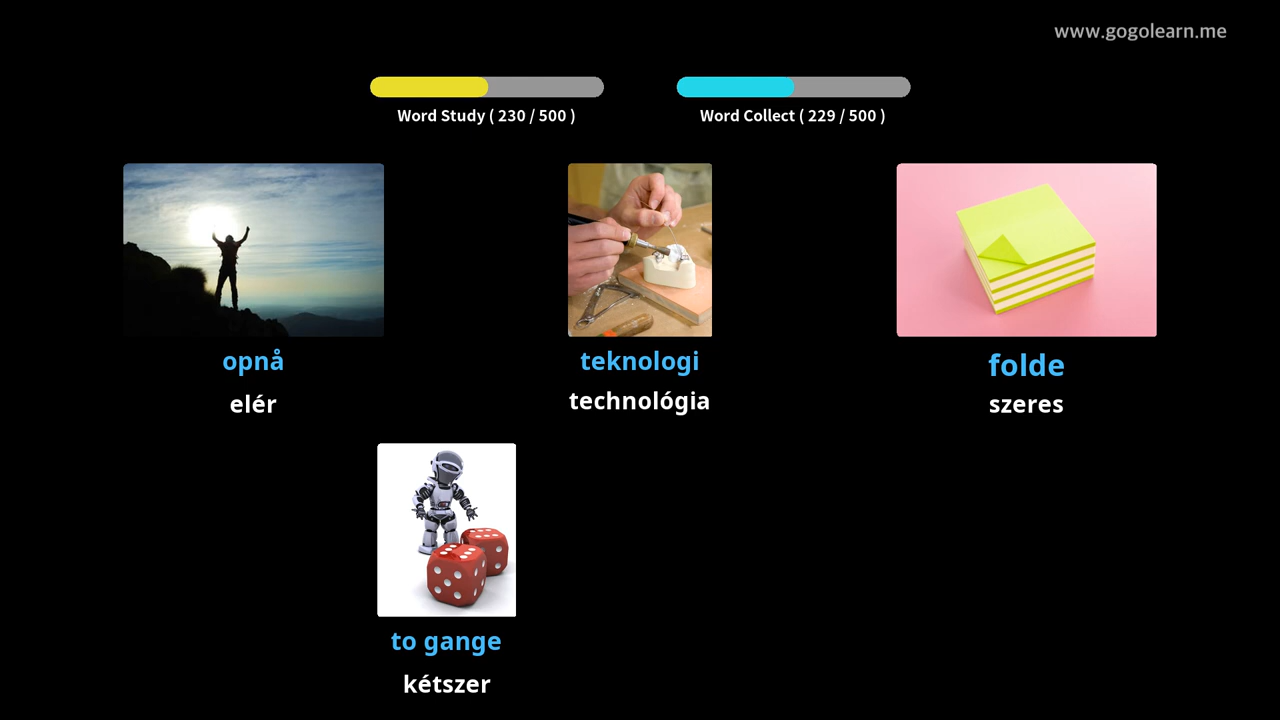 www.gogolearn.me
Word Study ( 230 / 500 )
Word Collect ( 229 / 500 )
opnå
teknologi
folde
elér
technológia
szeres
to gange
kétszer